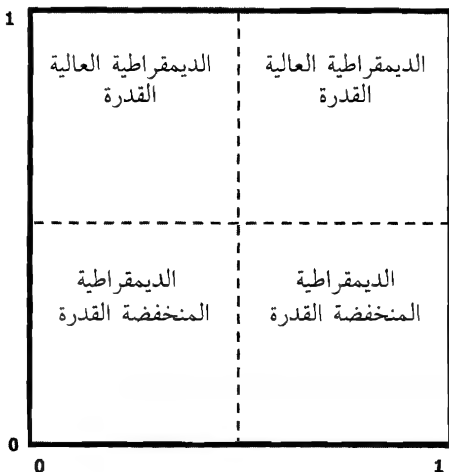 1
الديمقراطية العالية
القدرة
الديمقراطية العالية
القدرة
الديمقراطية
المنخفضة القدرة
الديمقراطية
المنخفضة القدرة
0
0
1